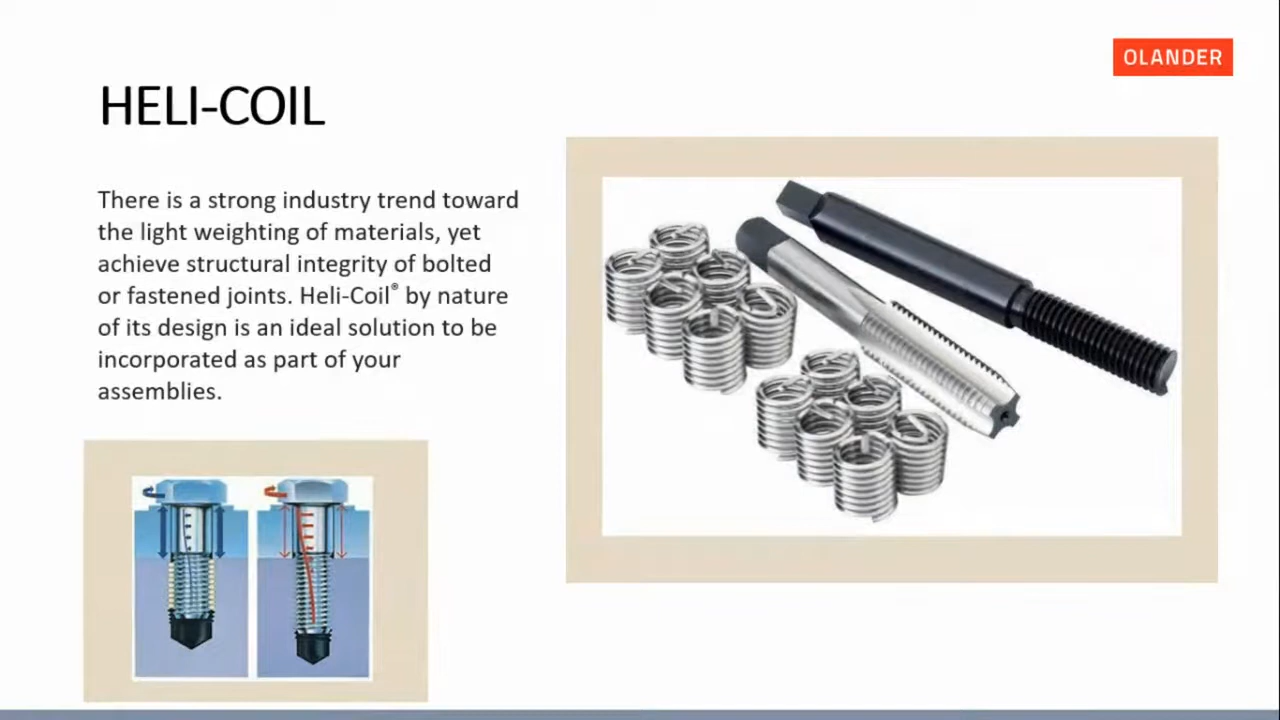 OLANDER
HELI-COIL
There is a strong industry trend toward
the light weighting of materials, yet
achieve structural integrity of bolted
or fastened joints. Heli-Coil® by nature
of its design is an ideal solution to be
incorporated as part of your
assemblies.